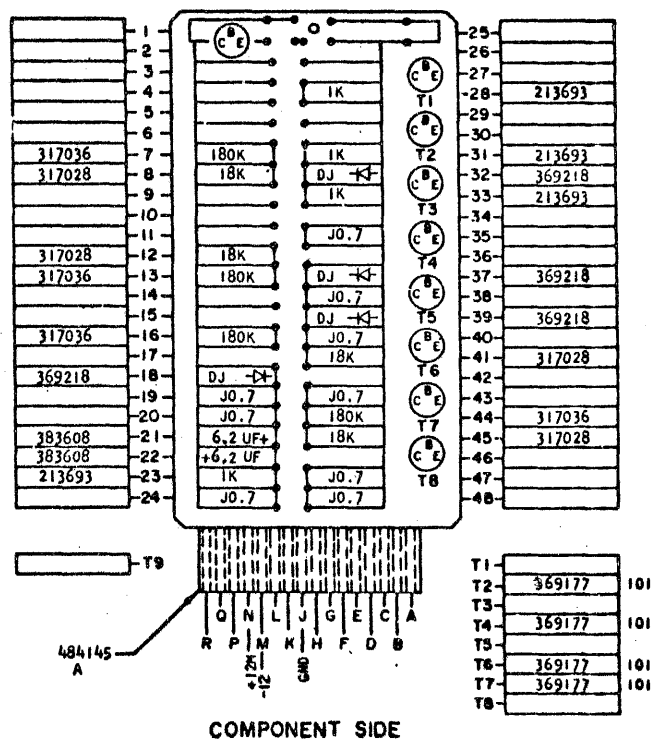 1 B C E O 25
2 26
3 B C E 27
4 1K T1 28 213693
5 29
6 B C E 30
317036 7 180K 1K T2 31 213693
317028 8 18K DJ 32 369218
9 1K B C E 33 213693
10 T3 34
11 J0.7 B C E 35
317028 12 18K T4 36
317036 13 180K DJ 37 369218
14 J0.7 B C E 38
15 DJ T5 39 369218
317036 16 180K J0.7 B C E 40
17 18K T6 41 317028
369218 18 DJ 42
19 J0.7 J0.7 B C E 43
20 J0.7 180K T7 44 317036
383608 21 6.2 UF+ 18K 45 317028
383608 22 +6.2 UF B C E 46
213693 23 1K J0.7 T8 47
24 J0.7 J0.7 48
T9 T1
T2 369177 101
T3
T4 369177 101
T5
T6 369177 101
T7 369177 101
T8
Q N L J G E C A
R P M K H F D B
+12M -12 GND
484145
A
COMPONENT SIDE